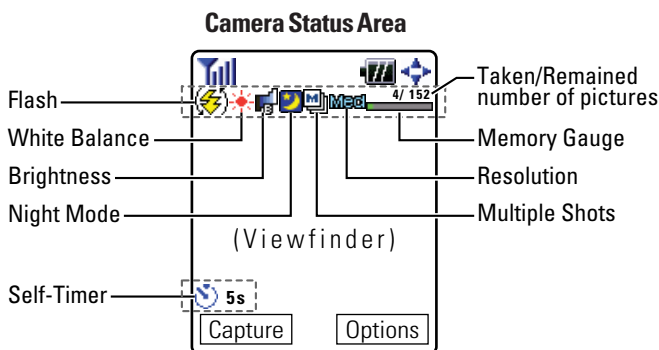 Camera Status Area
Taken/Remained
number of pictures
Flash
4/ 152
Med
M
White Balance
Memory Gauge
Brightness
Resolution
Night Mode
Multiple Shots
(Viewfinder)
Self-Timer
5s
Capture
Options